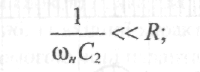 1/(ω_н C_2) << R;